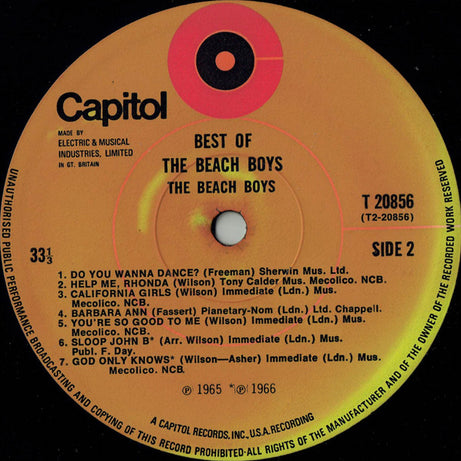 Capitol
MADE BY
ELECTRIC & MUSICAL
INDUSTRIES, LIMITED
IN GT. BRITAIN
BEST OF
THE BEACH BOYS
THE BEACH BOYS
T 20856
(T2-20856)
33⅓
SIDE 2
1. DO YOU WANNA DANCE? (Freeman) Sherwin Mus. Ltd.
2. HELP ME, RHONDA (Wilson) Tony Calder Mus. Mecolico. NCB.
3. CALIFORNIA GIRLS (Wilson) Immediate (Ldn.) Mus.
Mecolico. NCB.
4. BARBARA ANN (Fassert) Planetary-Nom (Ldn.) Ltd. Chappell.
5. YOU'RE SO GOOD TO ME (Wilson) Immediate (Ldn.) Mus.
Mecolico. NCB.
6. SLOOP JOHN B* (Arr. Wilson) Immediate (Ldn.) Mus.
Publ. F. Day.
7. GOD ONLY KNOWS* (Wilson—Asher) Immediate (Ldn.) Mus.
Mecolico. NCB.
℗ 1965 *℗ 1966
A CAPITOL RECORDS, INC., U.S.A. RECORDING
UNAUTHORISED PUBLIC PERFORMANCE BROADCASTING AND COPYING OF THIS RECORD PROHIBITED-ALL RIGHTS OF THE MANUFACTURER AND OF THE OWNER OF THE RECORDED WORK RESERVED